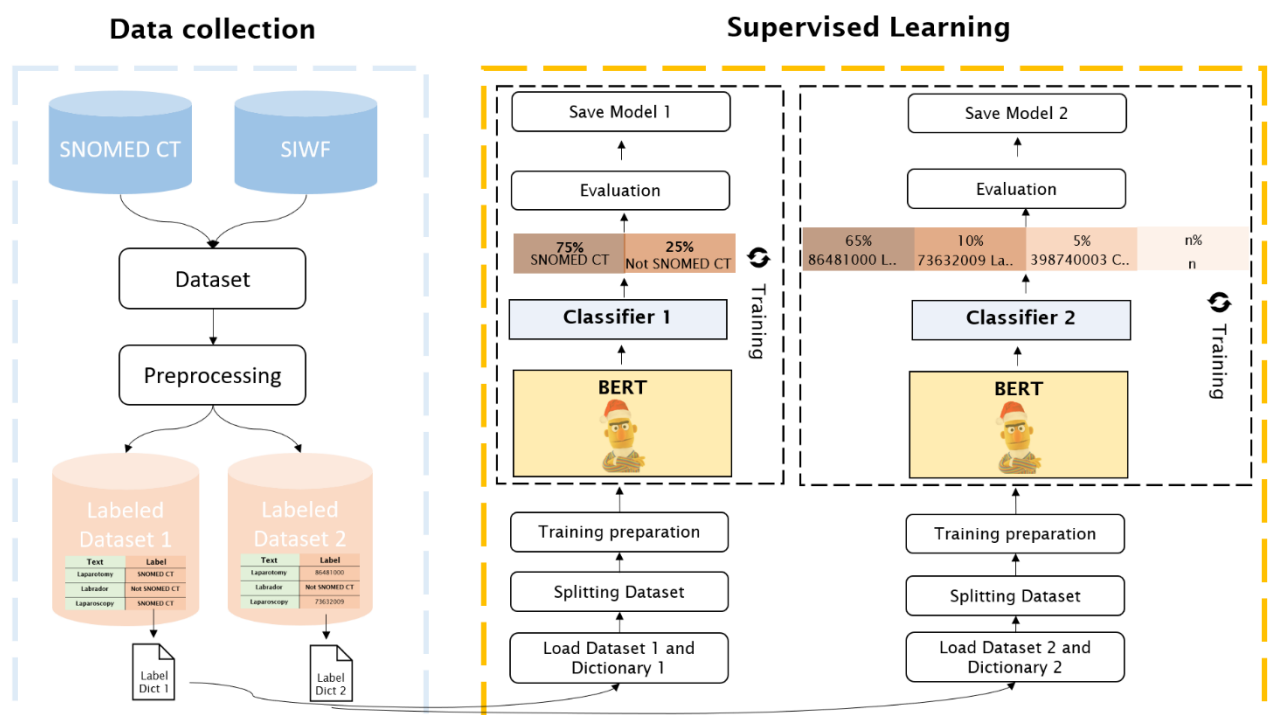 Data collection
SNOMED CT
SIWF
Dataset
Preprocessing
Labeled
Dataset 1
Text Label
Laparotomy SNOMED CT
Labrador Not SNOMED CT
Laparoscopy SNOMED CT
Labeled
Dataset 2
Text Label
Laparotomy 86481000
Labrador Not SNOMED CT
Laparoscopy 73632009
Label
Dict 1
Label
Dict 2
Supervised Learning
Save Model 1
Evaluation
75%
SNOMED CT
25%
Not SNOMED CT
Training
Classifier 1
BERT
Training preparation
Splitting Dataset
Load Dataset 1 and
Dictionary 1
Save Model 2
Evaluation
65%
86481000 L..
10%
73632009 La..
5%
398740003 C..
n%
n
Training
Classifier 2
BERT
Training preparation
Splitting Dataset
Load Dataset 2 and
Dictionary 2